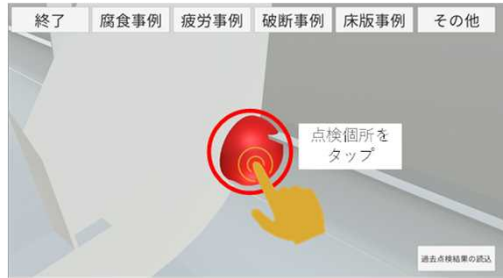 終了
腐食事例
疲労事例
破断事例
床版事例
その他
点検個所を
タップ
過去点検結果の読込